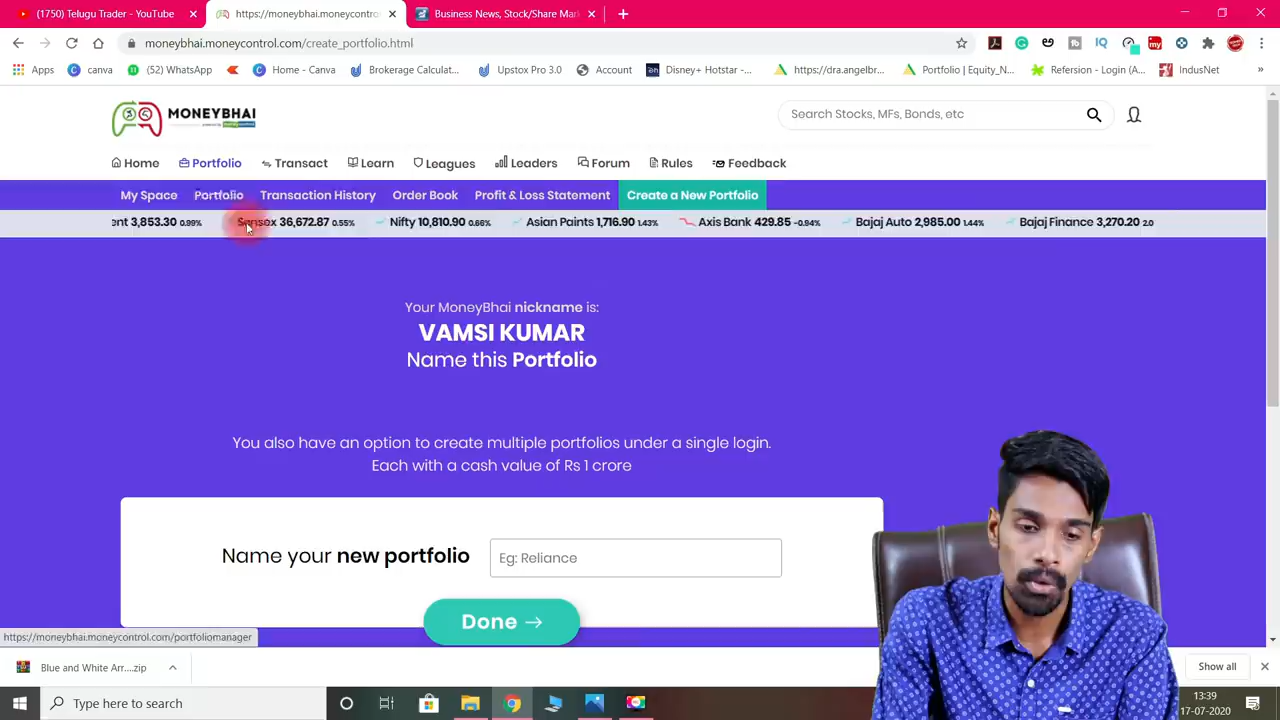 (1750) Telugu Trader - YouTube
https://moneybhai.moneycontro
Business News, Stock/Share Mar
moneybhai.moneycontrol.com/create_portfolio.html
Apps
canva
(52) WhatsApp
Home - Canva
Brokerage Calculat...
Upstox Pro 3.0
Account
Disney+ Hotstar -...
https://dra.angelbr...
Portfolio | Equity_N...
Refersion - Login (A...
IndusNet
MONEYBHAI
Search Stocks, MFs, Bonds, etc
Home Portfolio Transact Learn Leagues Leaders Forum Rules Feedback
My Space Portfolio Transaction History Order Book Profit & Loss Statement Create a New Portfolio
ent 3,853.30 0.99% Sensex 36,672.87 0.55% Nifty 10,810.90 0.66% Asian Paints 1,716.90 1.43% Axis Bank 429.85 -0.94% Bajaj Auto 2,985.00 1.44% Bajaj Finance 3,270.20 2.0
Your MoneyBhai nickname is:
VAMSI KUMAR
Name this Portfolio
You also have an option to create multiple portfolios under a single login.
Each with a cash value of Rs 1 crore
Name your new portfolio Eg: Reliance
Done →
https://moneybhai.moneycontrol.com/portfoliomanager
Blue and White Arr....zip
Show all
Type here to search
13:39
17-07-2020